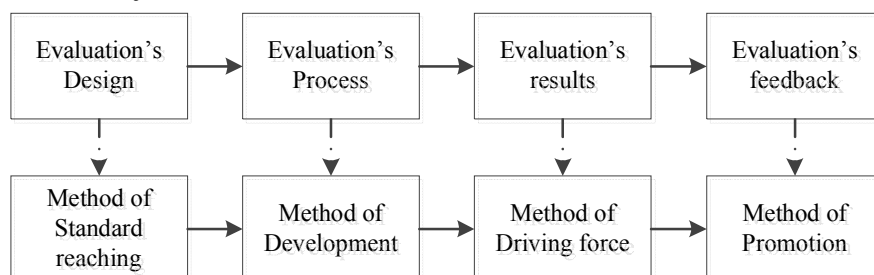 Evaluation's
Design
Evaluation's
Process
Evaluation's
results
Evaluation's
feedback
Method of
Standard
reaching
Method of
Development
Method of
Driving force
Method of
Promotion